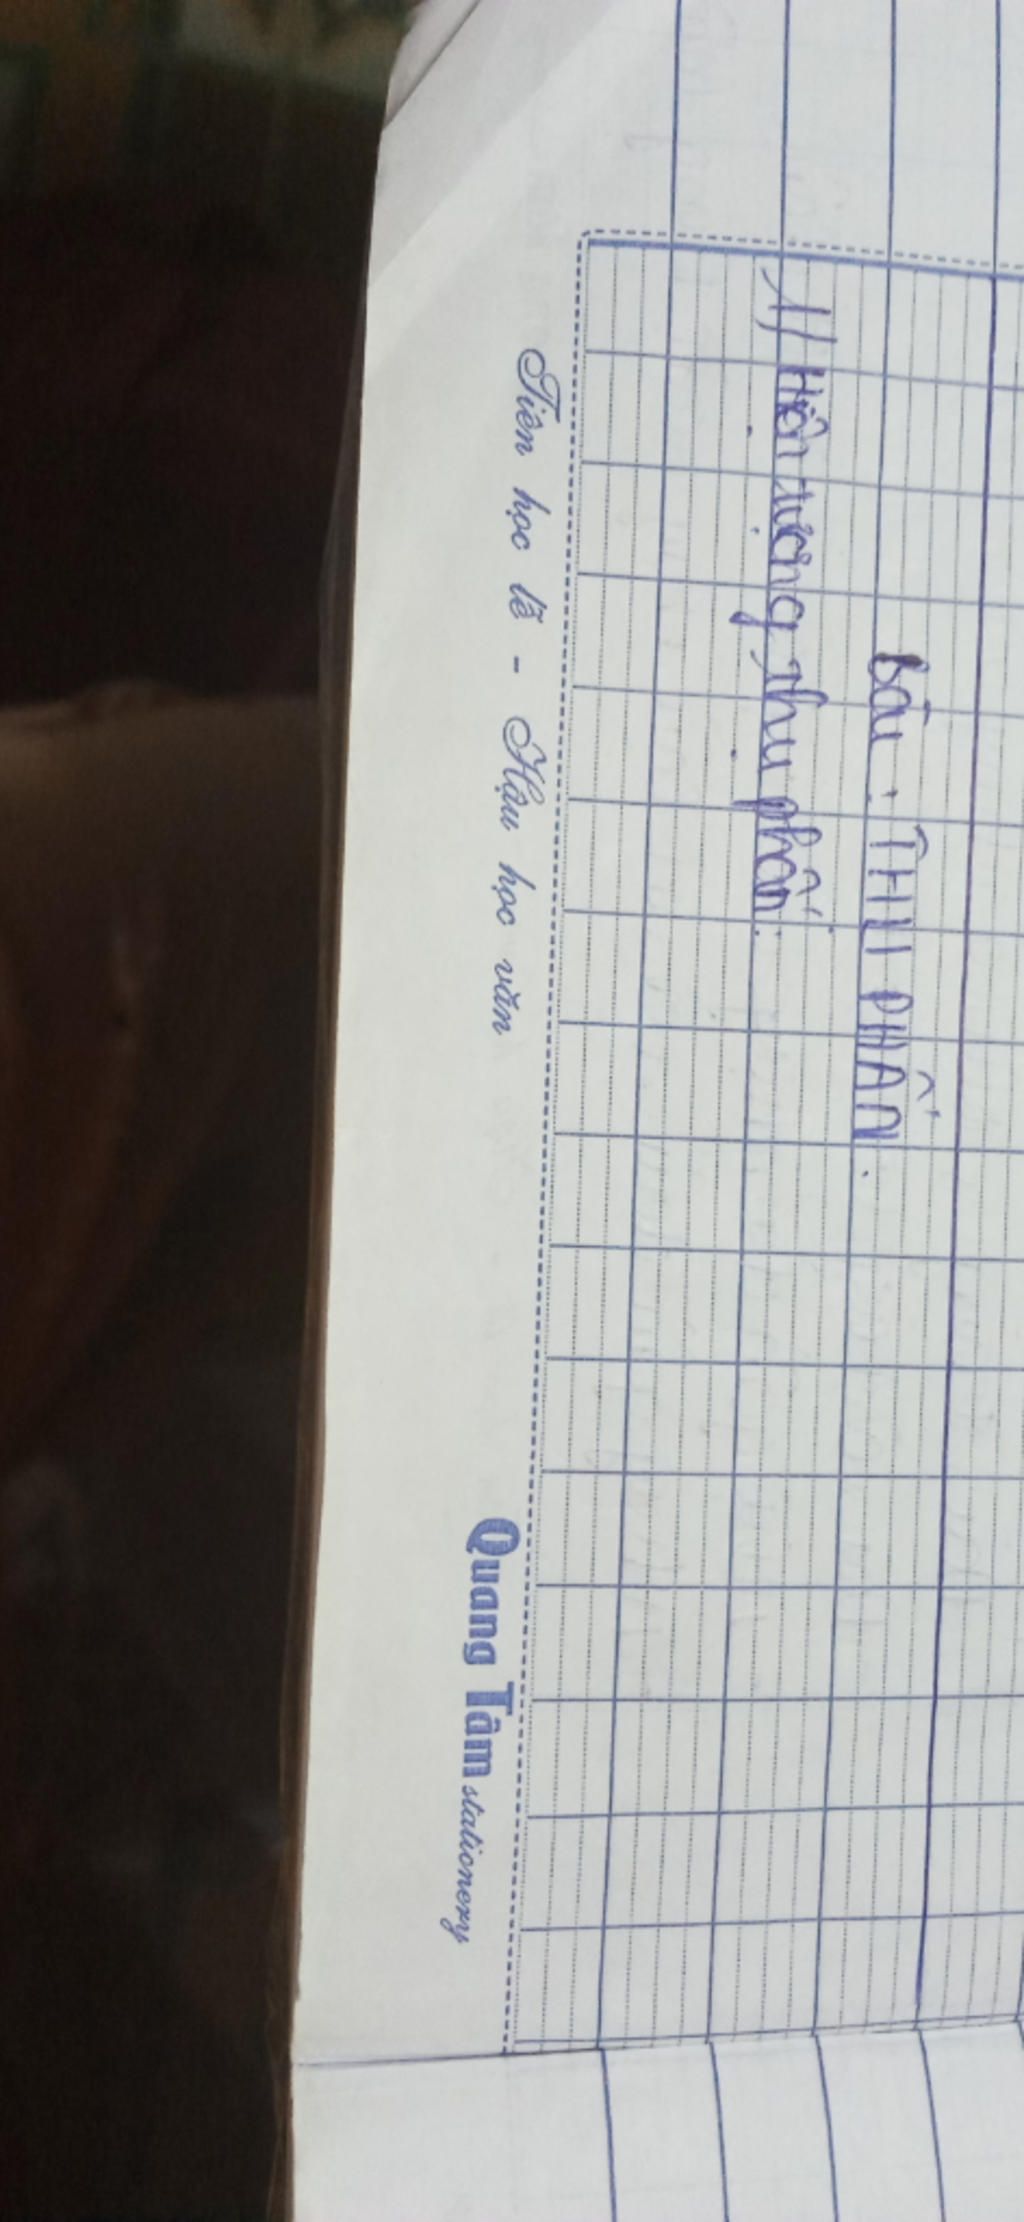 Bài : THỤ PHẤN.
1/ Hiện tượng thụ phấn:
Tiên học lễ - Hậu học văn
Quang Tâm stationery